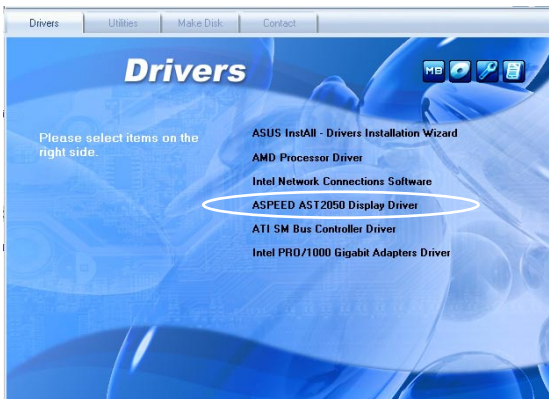 Drivers
Utilities
Make Disk
Contact
Drivers
MB
Please select items on the
right side.
ASUS InstAll - Drivers Installation Wizard
AMD Processor Driver
Intel Network Connections Software
ASPEED AST2050 Display Driver
ATI SM Bus Controller Driver
Intel PRO/1000 Gigabit Adapters Driver